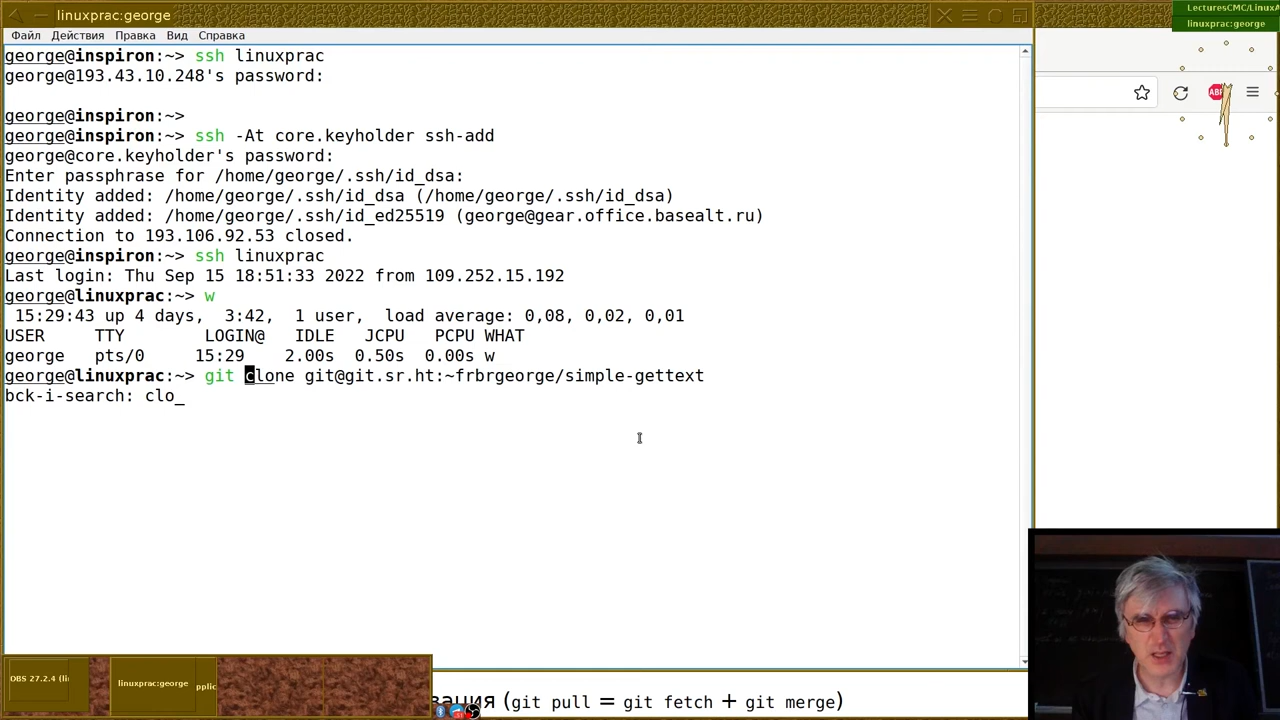 linuxprac:george
LecturesCMC/LinuxA
linuxprac:george
Файл Действия Правка Вид Справка
george@inspiron:~> ssh linuxprac
george@193.43.10.248's password:
george@inspiron:~>
george@inspiron:~> ssh -At core.keyholder ssh-add
george@core.keyholder's password:
Enter passphrase for /home/george/.ssh/id_dsa:
Identity added: /home/george/.ssh/id_dsa (/home/george/.ssh/id_dsa)
Identity added: /home/george/.ssh/id_ed25519 (george@gear.office.basealt.ru)
Connection to 193.106.92.53 closed.
george@inspiron:~> ssh linuxprac
Last login: Thu Sep 15 18:51:33 2022 from 109.252.15.192
george@linuxprac:~> w
15:29:43 up 4 days, 3:42, 1 user, load average: 0,08, 0,02, 0,01
USER TTY LOGIN@ IDLE JCPU PCPU WHAT
george pts/0 15:29 2.00s 0.50s 0.00s w
george@linuxprac:~> git clone git@git.sr.ht:~frbrgeorge/simple-gettext
bck-i-search: clo_
ABP
OBS 27.2.4 (li
linuxprac:george
pplic
вация (git pull = git fetch + git merge)